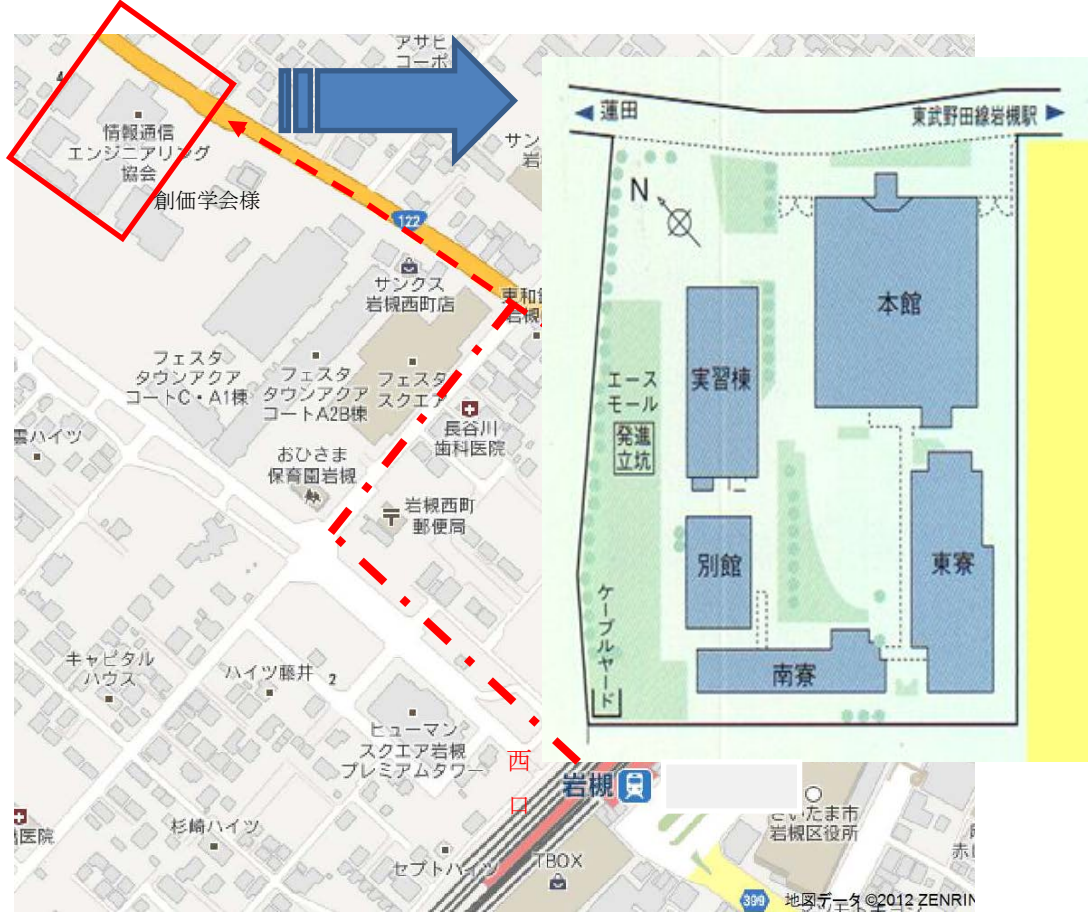 アサヒ
コーポ
情報通信
エンジニアリング
協会
創価学会様
サン
岩
122
サンクス
岩槻西町店
東和
岩槻
フェスタ
タウンアクア
コートC・A1棟
フェスタ
タウンアクア
コートA2B棟
フェスタ
スクエア
長谷川
歯科医院
雲ハイツ
おひさま
保育園岩槻
岩槻西町
郵便局
キャピタル
ハウス
ハイツ藤井
2
ヒューマン
スクエア岩槻
プレミアムタワー
西
口
岩槻
さいたま市
岩槻区役所
医院
杉崎ハイツ
セプトハイツ
TBOX
赤
399
地図データ ©2012 ZENRIN
蓮田
東武野田線岩槻駅
N
本館
実習棟
エース
モール
発進
立坑
別館
東寮
ケーブルヤード
南寮